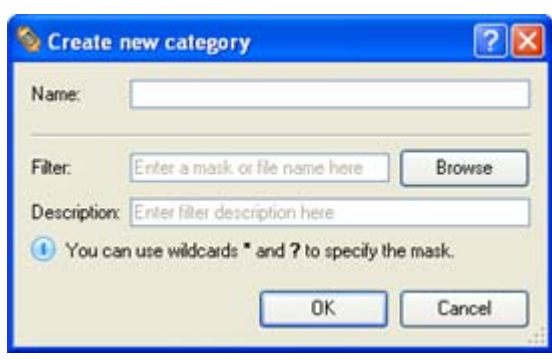 Create new category
Name:
Filter: Enter a mask or file name here Browse
Description: Enter filter description here
You can use wildcards * and ? to specify the mask.
OK Cancel